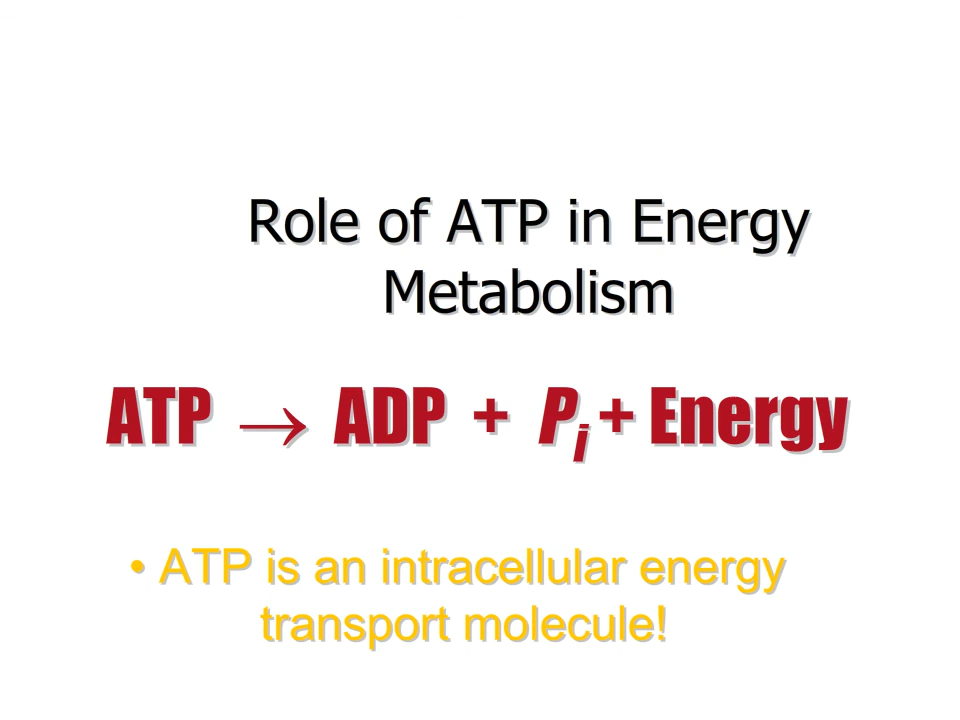 Role of ATP in Energy
Metabolism
ATP → ADP + Pi + Energy
• ATP is an intracellular energy
transport molecule!